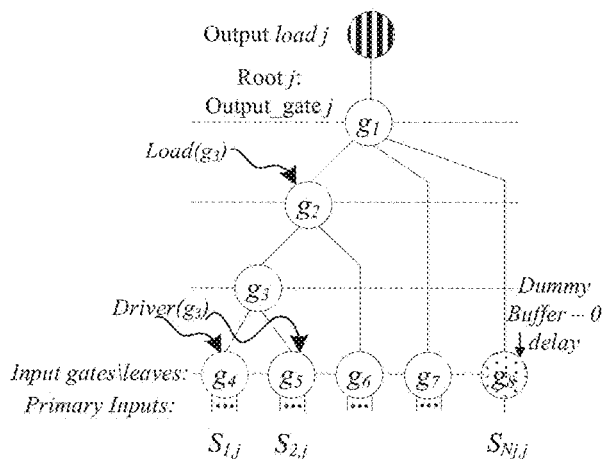 Output load j
Root j:
Output_gate j
g1
Load(g3)
g2
g3
Dummy
Driver(g3)
Buffer – 0
delay
Input gates\leaves:
g4
g5
g6
g7
g8
Primary Inputs:
... ... ... ...
S1,j
S2,j
SNj,j